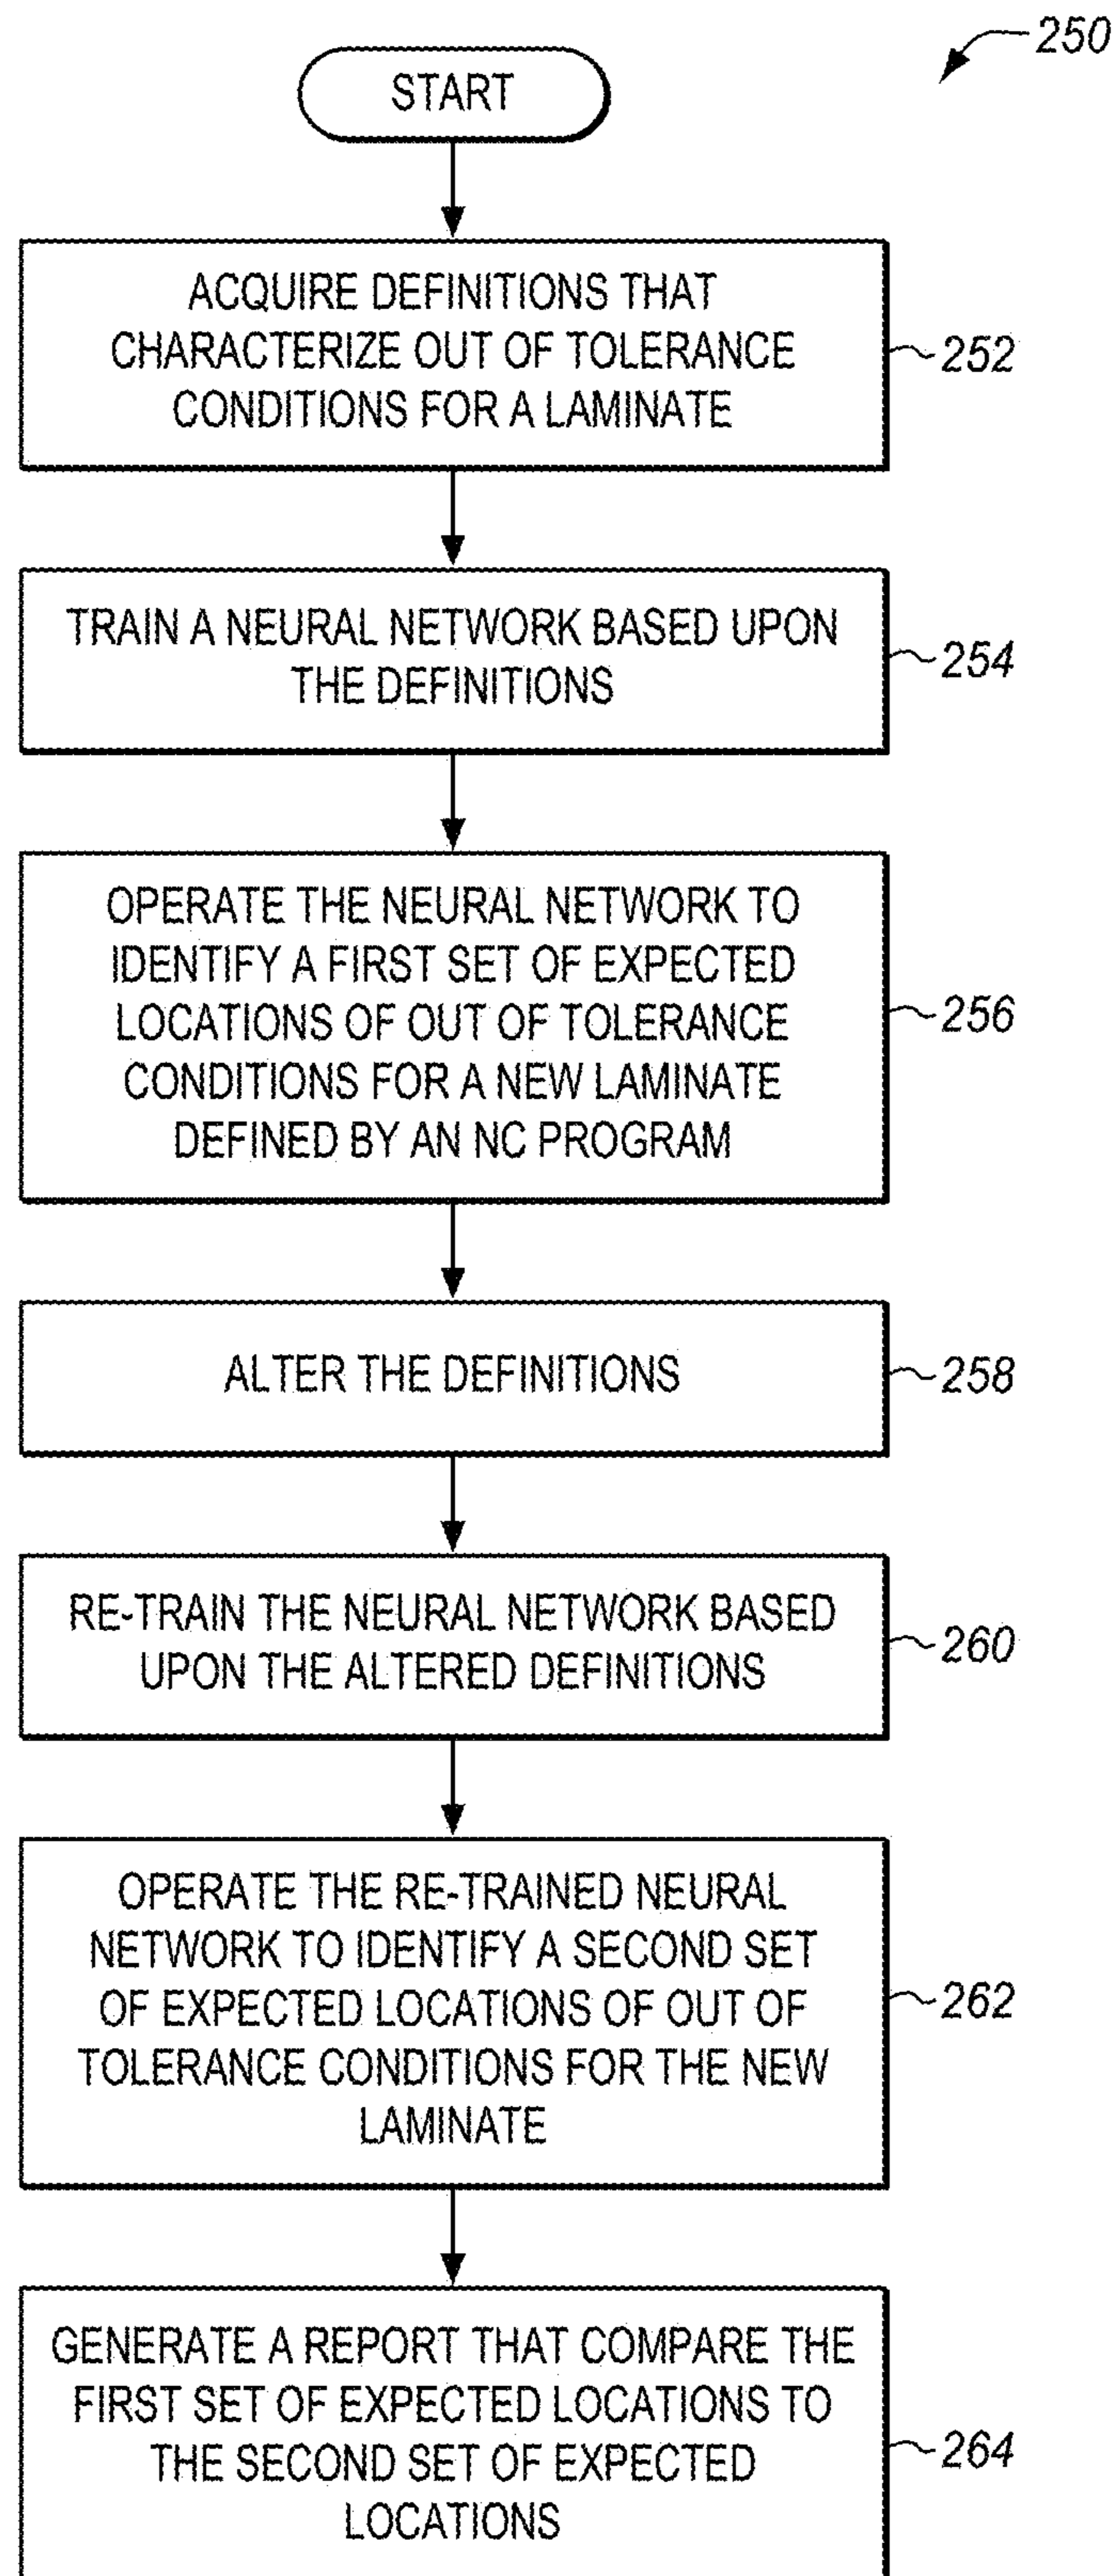 250
START
ACQUIRE DEFINITIONS THAT
CHARACTERIZE OUT OF TOLERANCE
CONDITIONS FOR A LAMINATE
252
TRAIN A NEURAL NETWORK BASED UPON
THE DEFINITIONS
254
OPERATE THE NEURAL NETWORK TO
IDENTIFY A FIRST SET OF EXPECTED
LOCATIONS OF OUT OF TOLERANCE
CONDITIONS FOR A NEW LAMINATE
DEFINED BY AN NC PROGRAM
256
ALTER THE DEFINITIONS
258
RE-TRAIN THE NEURAL NETWORK BASED
UPON THE ALTERED DEFINITIONS
260
OPERATE THE RE-TRAINED NEURAL
NETWORK TO IDENTIFY A SECOND SET
OF EXPECTED LOCATIONS OF OUT OF
TOLERANCE CONDITIONS FOR THE NEW
LAMINATE
262
GENERATE A REPORT THAT COMPARE THE
FIRST SET OF EXPECTED LOCATIONS TO
THE SECOND SET OF EXPECTED
LOCATIONS
264